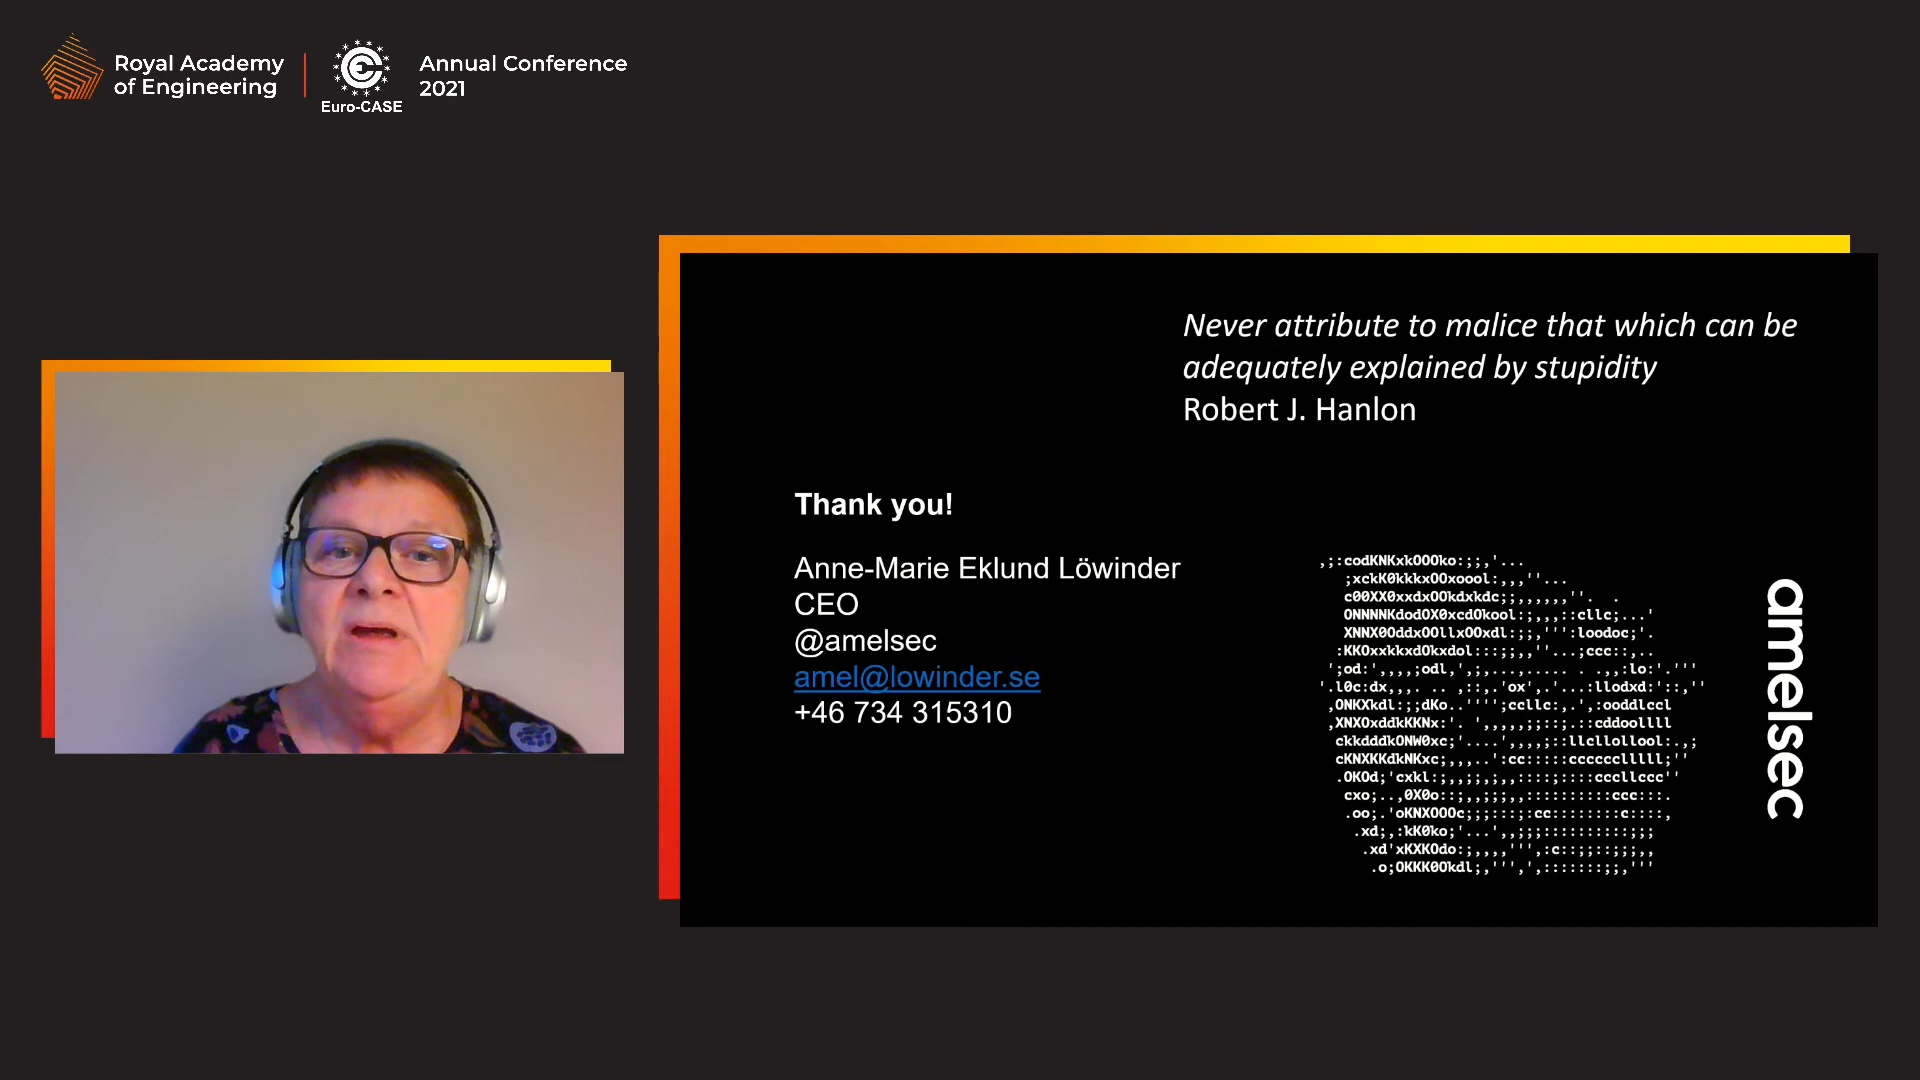 Royal Academy
of Engineering
Euro-CASE
Annual Conference
2021
Never attribute to malice that which can be
adequately explained by stupidity
Robert J. Hanlon
Thank you!
Anne-Marie Eklund Löwinder
CEO
@amelsec
amel@lowinder.se
+46 734 315310
amelsec